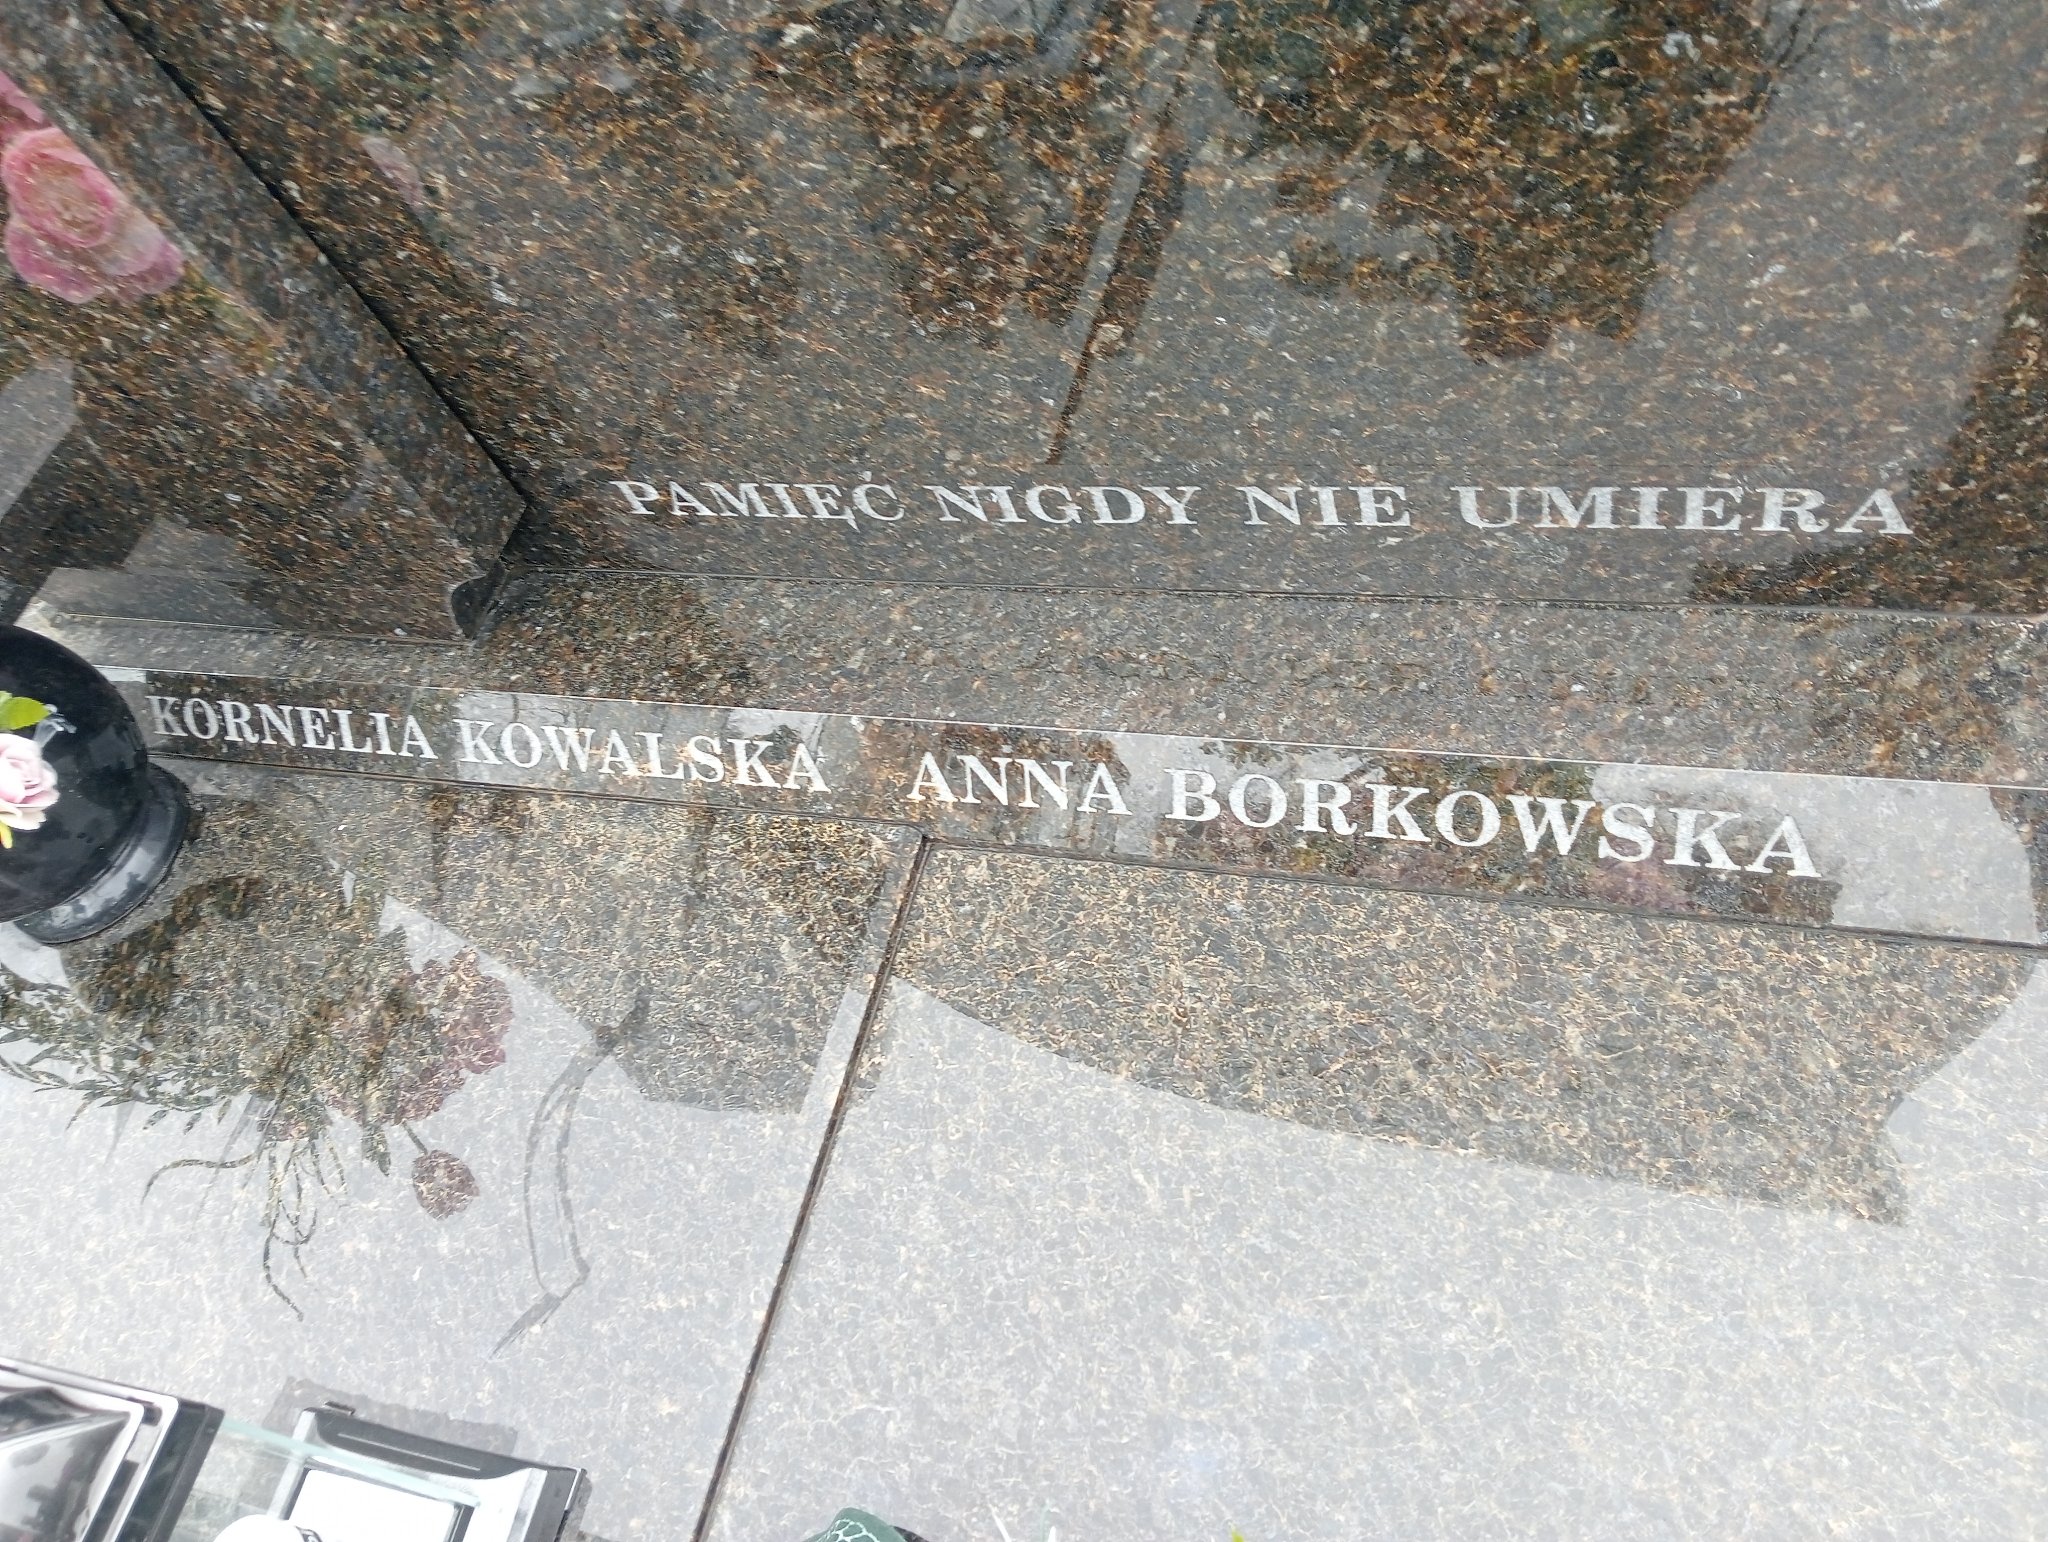 PAMIĘĆ NIGDY NIE UMIERA
KORNELIA KOWALSKA ANNA BORKOWSKA